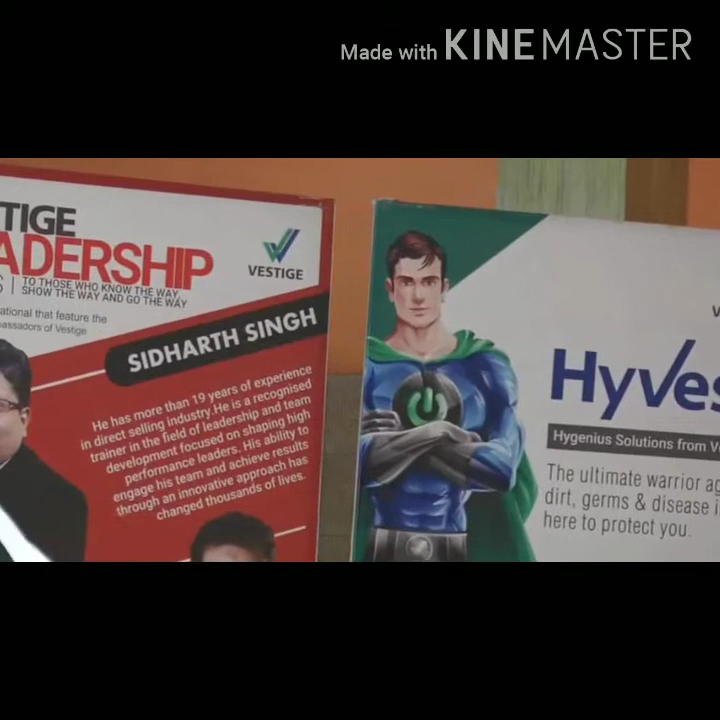 Made with KINEMASTER
TIGE
ADERSHIP
TO THOSE WHO KNOW THE WAY,
SHOW THE WAY AND GO THE WAY
ational that feature the
bassadors of Vestige
VESTIGE
SIDHARTH SINGH
He has more than 19 years of experience
in direct selling industry.He is a recognised
trainer in the field of leadership and team
development focused on shaping high
performance leaders. His ability to
engage his team and achieve results
through an innovative approach has
changed thousands of lives.
HyVes
Hygenius Solutions from Ve
The ultimate warrior ag
dirt, germs & disease i
here to protect you.